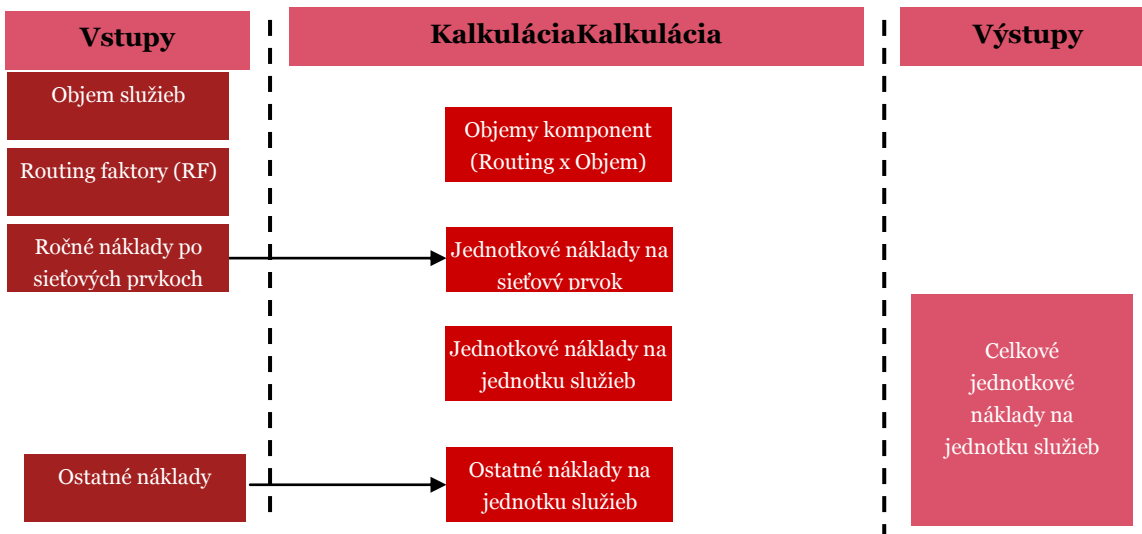 Vstupy
KalkuláciaKalkulácia
Výstupy
Objem služieb
Routing faktory (RF)
Ročné náklady po
sieťových prvkoch
Ostatné náklady
Objemy komponent
(Routing x Objem)
Jednotkové náklady na
sieťový prvok
Jednotkové náklady na
jednotku služieb
Ostatné náklady na
jednotku služieb
Celkové
jednotkové
náklady na
jednotku služieb